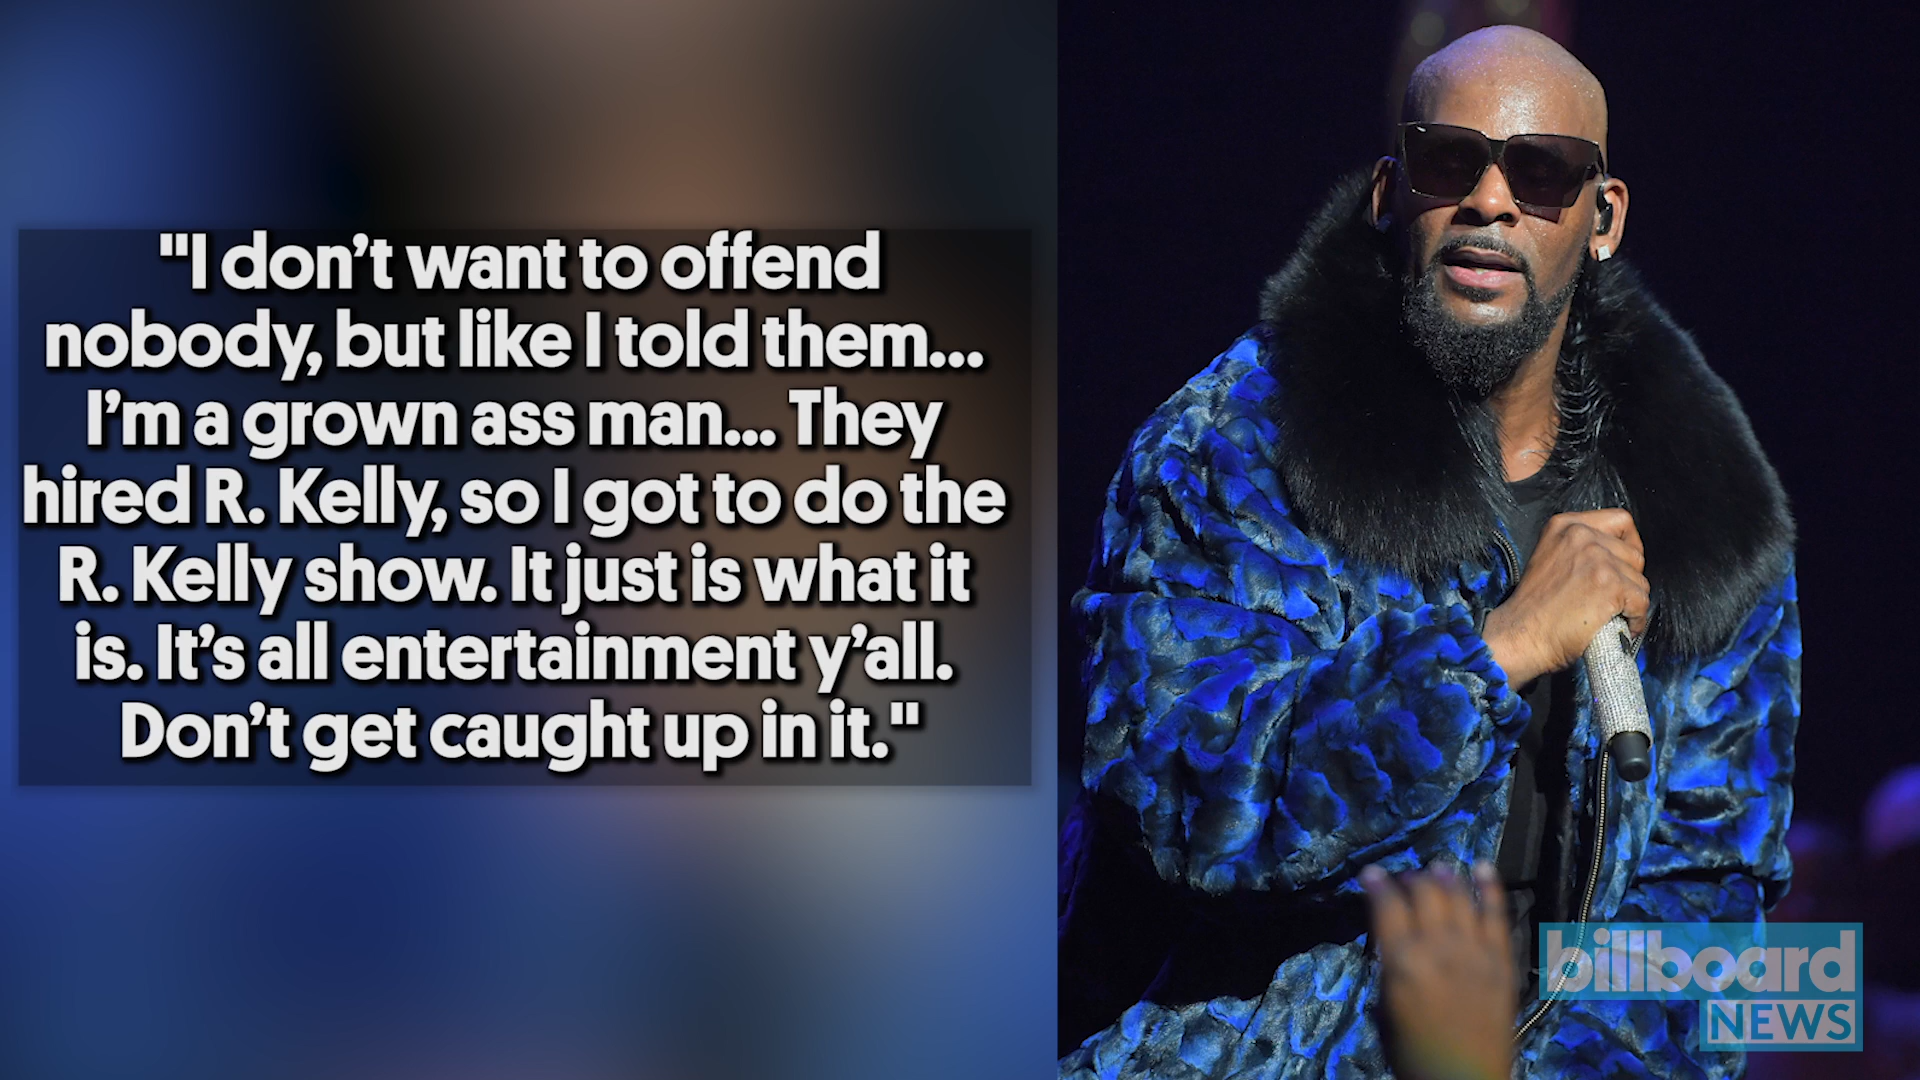 "I don’t want to offend
nobody, but like I told them...
I’m a grown ass man... They
hired R. Kelly, so I got to do the
R. Kelly show. It just is what it
is. It’s all entertainment y’all.
Don’t get caught up in it."
billboard
NEWS